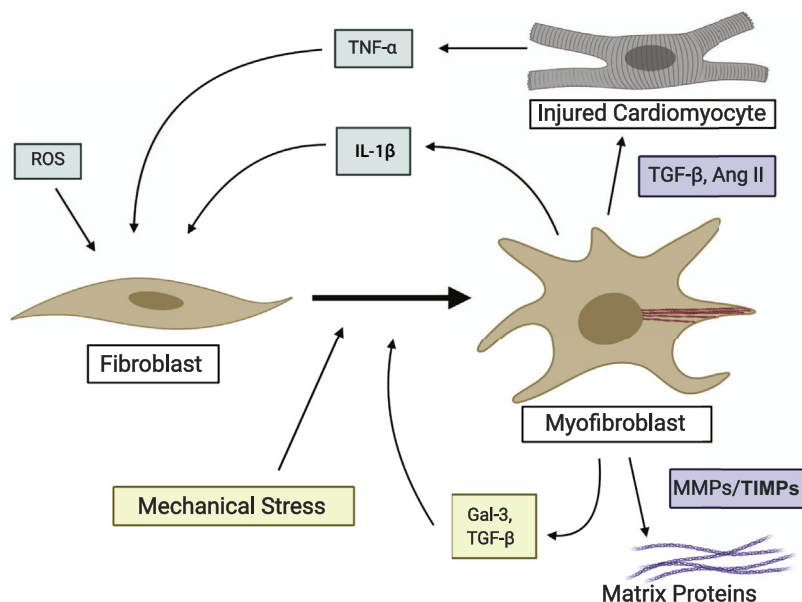 TNF-α
Injured Cardiomyocyte
IL-1β
ROS
TGF-β, Ang II
Fibroblast
Myofibroblast
Mechanical Stress
Gal-3,
TGF-β
MMPs/TIMPs
Matrix Proteins